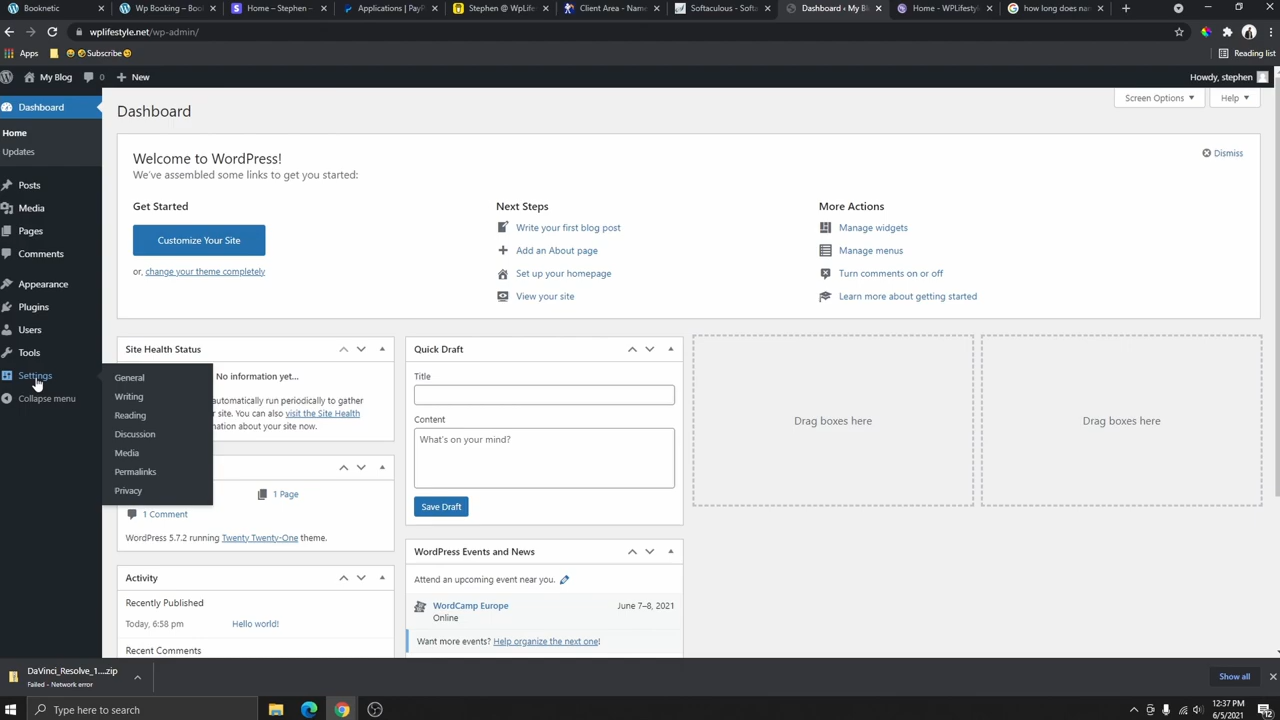 Booknetic
Wp Booking – Boo
Wp Booking – Boo
Home – Stephen –
Applications | PayP
Stephen @ WpLife
Client Area - Name
Softaculous - Softa
Dashboard ‹ My Blo
Home - WPLifestyl
how long does nam
wplifestyle.net/wp-admin/
Apps
Subscribe
Reading list
My Blog
0
New
Howdy, stephen
Dashboard
Home
Updates
Posts
Media
Pages
Comments
Appearance
Plugins
Users
Tools
Settings
Collapse menu
General
Writing
Reading
Discussion
Media
Permalinks
Privacy
Dashboard
Screen Options
Help
Welcome to WordPress!
We've assembled some links to get you started:
Dismiss
Get Started
Customize Your Site
or, change your theme completely
Next Steps
Write your first blog post
Add an About page
Set up your homepage
View your site
More Actions
Manage widgets
Manage menus
Turn comments on or off
Learn more about getting started
Site Health Status
No information yet...
automatically run periodically to gather
r site. You can also visit the Site Health
mation about your site now.
1 Page
1 Comment
WordPress 5.7.2 running Twenty Twenty-One theme.
Activity
Recently Published
Today, 6:58 pm
Hello world!
Recent Comments
Quick Draft
Title
Content
What's on your mind?
Save Draft
WordPress Events and News
Attend an upcoming event near you.
WordCamp Europe
June 7–8, 2021
Online
Want more events? Help organize the next one!
Drag boxes here
Drag boxes here
DaVinci_Resolve_1....zip
Failed - Network error
Show all
Type here to search
12:37 PM
6/5/2021